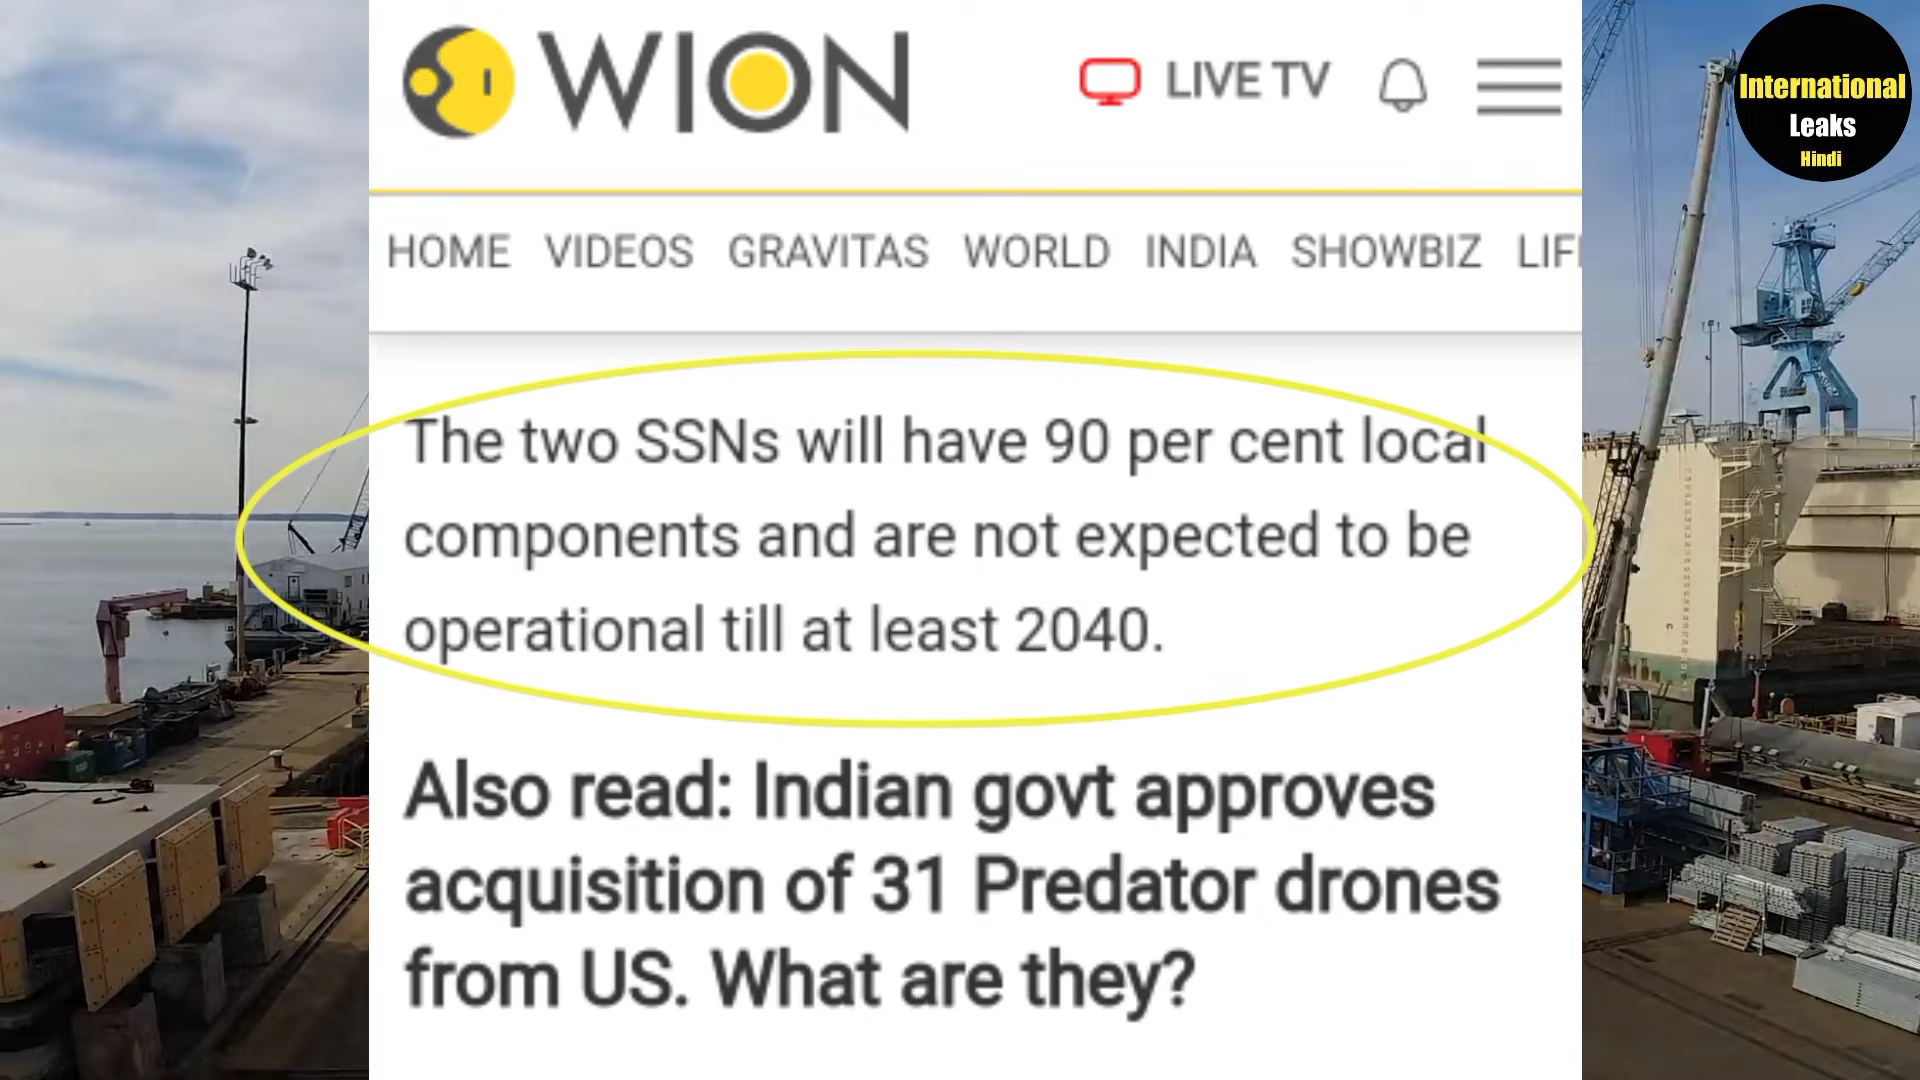 WION
LIVE TV
International
Leaks
Hindi
HOME VIDEOS GRAVITAS WORLD INDIA SHOWBIZ LIF
The two SSNs will have 90 per cent local
components and are not expected to be
operational till at least 2040.
Also read: Indian govt approves
acquisition of 31 Predator drones
from US. What are they?